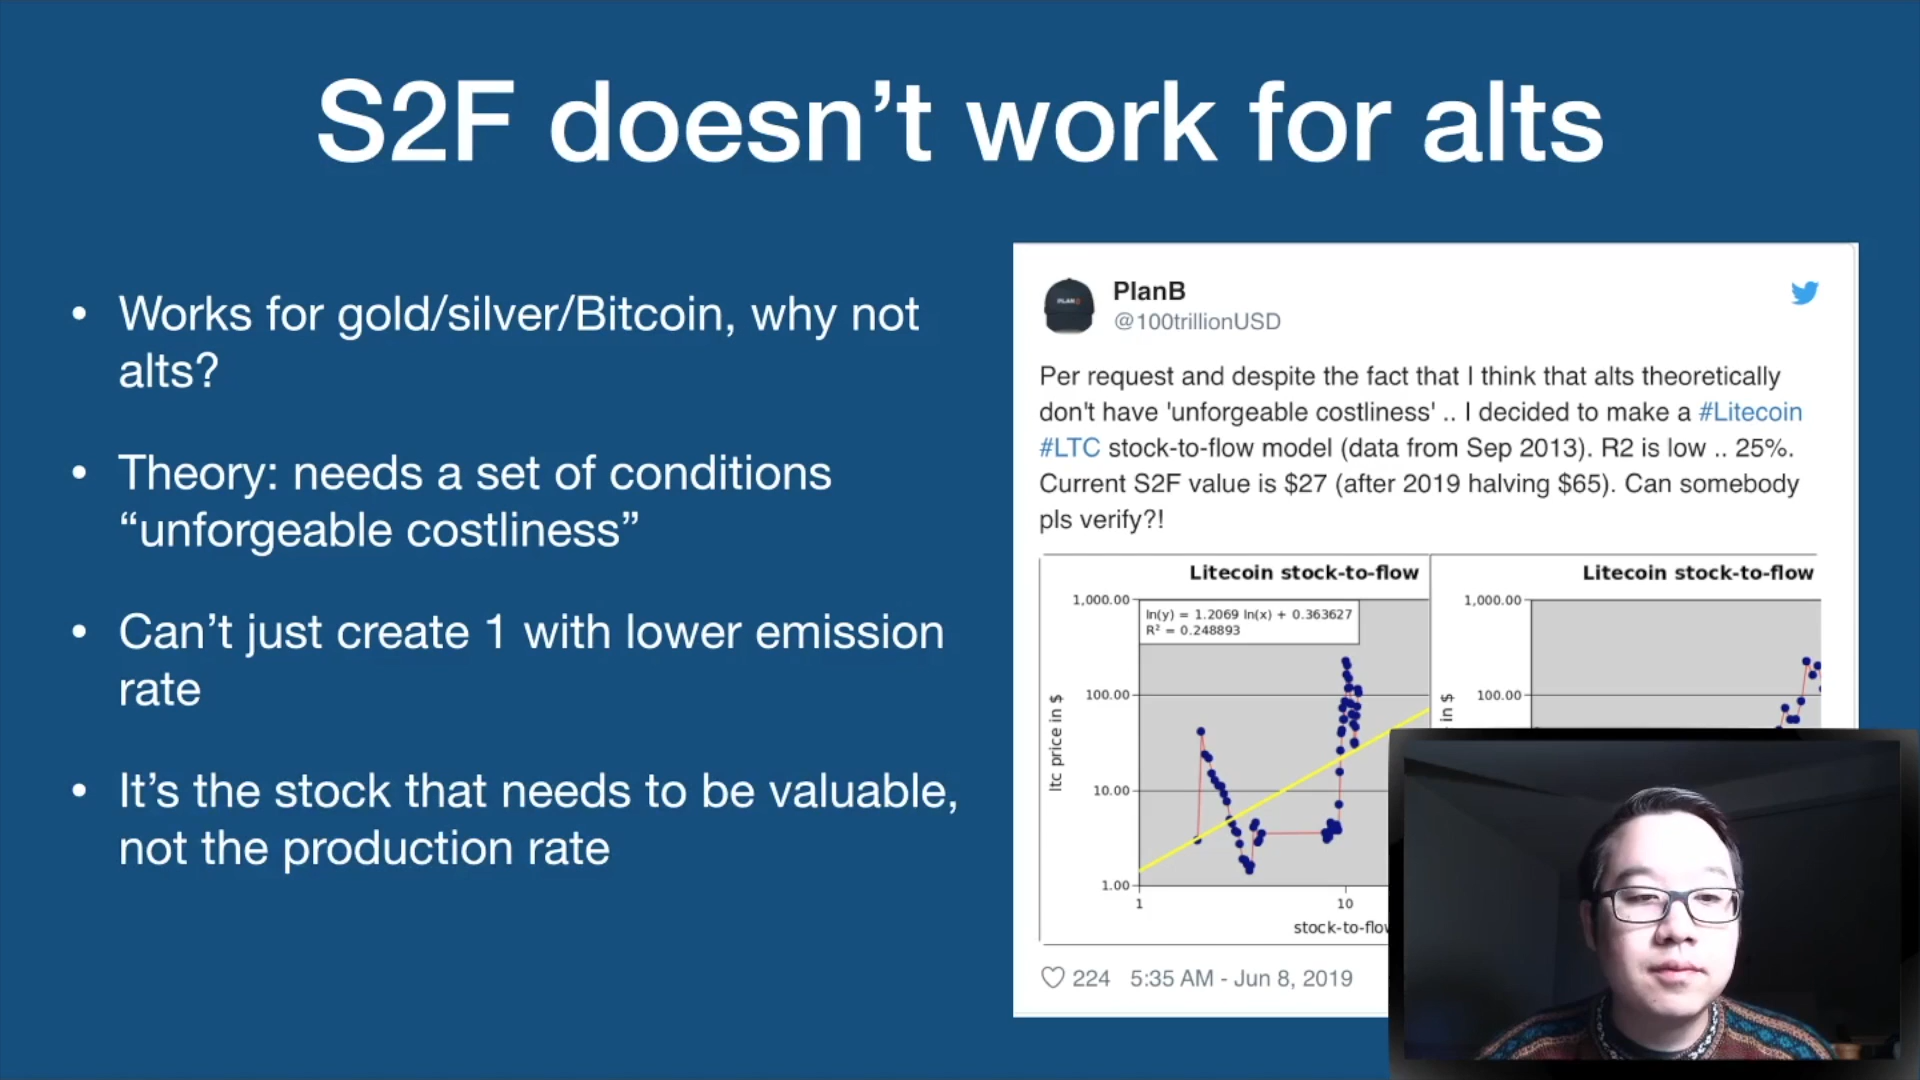 S2F doesn’t work for alts
• Works for gold/silver/Bitcoin, why not
alts?
• Theory: needs a set of conditions
“unforgeable costliness”
• Can’t just create 1 with lower emission
rate
• It’s the stock that needs to be valuable,
not the production rate
PlanB
@100trillionUSD
Per request and despite the fact that I think that alts theoretically
don't have 'unforgeable costliness' .. I decided to make a #Litecoin
#LTC stock-to-flow model (data from Sep 2013). R2 is low .. 25%.
Current S2F value is $27 (after 2019 halving $65). Can somebody
pls verify?!
Litecoin stock-to-flow
1,000.00
ln(y) = 1.2069 ln(x) + 0.363627
R² = 0.248893
100.00
10.00
1.00
ltc price in $
1
10
stock-to-flo
Litecoin stock-to-flow
1,000.00
100.00
in $
224 5:35 AM - Jun 8, 2019